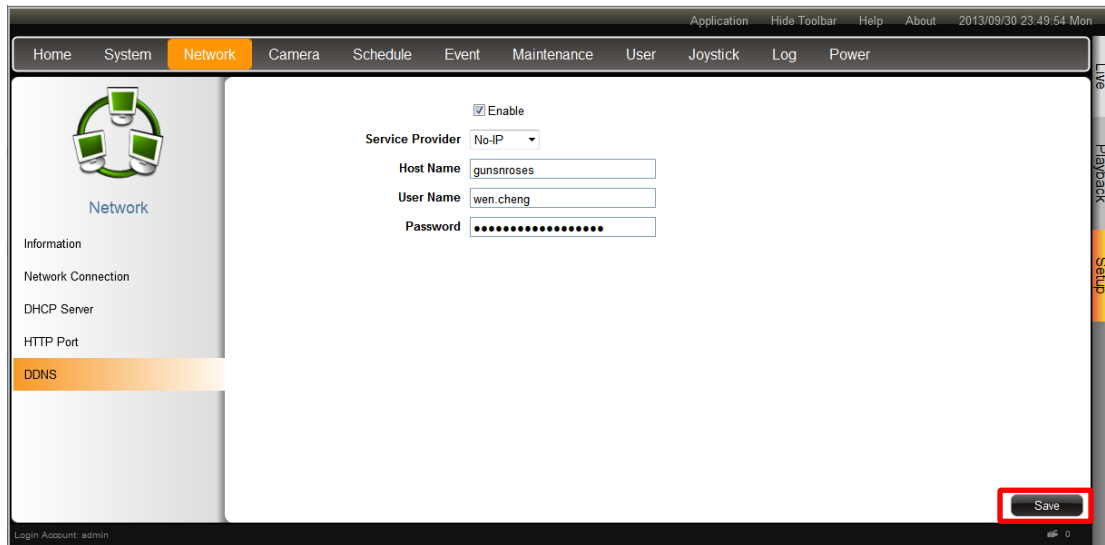 Application Hide Toolbar Help About 2013/09/30 23:49:54 Mon
Home System Network Camera Schedule Event Maintenance User Joystick Log Power
Live
Playback
Setup
Network
Information
Network Connection
DHCP Server
HTTP Port
DDNS
Enable
Service Provider No-IP
Host Name gunsnroses
User Name wen.cheng
Password ••••••••••••••••••
Save
Login Account: admin 0